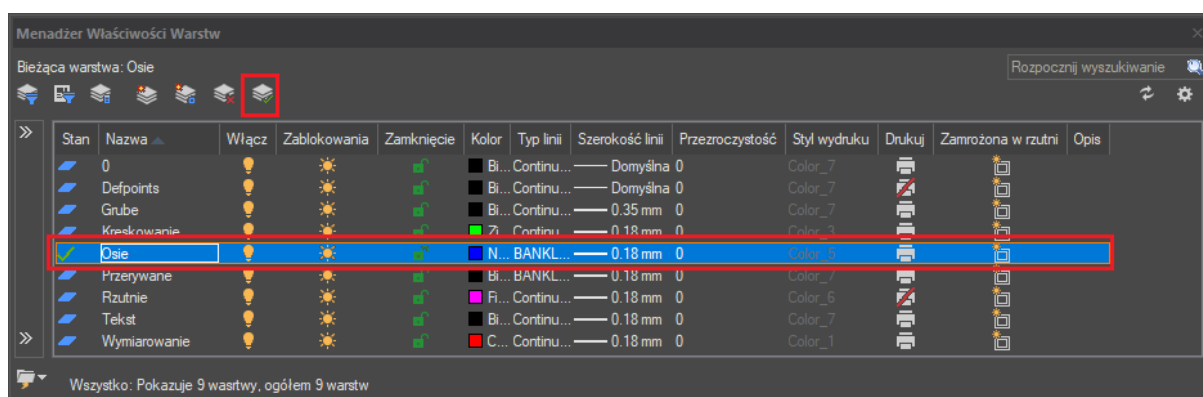 Menadżer Właściwości Warstw
Bieżąca warstwa: Osie
Rozpocznij wyszukiwanie
Stan Nazwa Włącz Zablokowania Zamknięcie Kolor Typ linii Szerokość linii Przezroczystość Styl wydruku Drukuj Zamrożona w rzutni Opis
0 Bi... Continu... Domyślna 0 Color_7
Defpoints Bi... Continu... Domyślna 0 Color_7
Grube Bi... Continu... 0.35 mm 0 Color_7
Kreskowanie Zi... Continu... 0.18 mm 0 Color_3
Osie N... BANKL... 0.18 mm 0 Color_5
Przerywane Bi... BANKL... 0.18 mm 0 Color_7
Rzutnie Fi... Continu... 0.18 mm 0 Color_6
Tekst Bi... Continu... 0.18 mm 0 Color_7
Wymiarowanie C... Continu... 0.18 mm 0 Color_1
Wszystko: Pokazuje 9 wasrtwy, ogółem 9 warstw